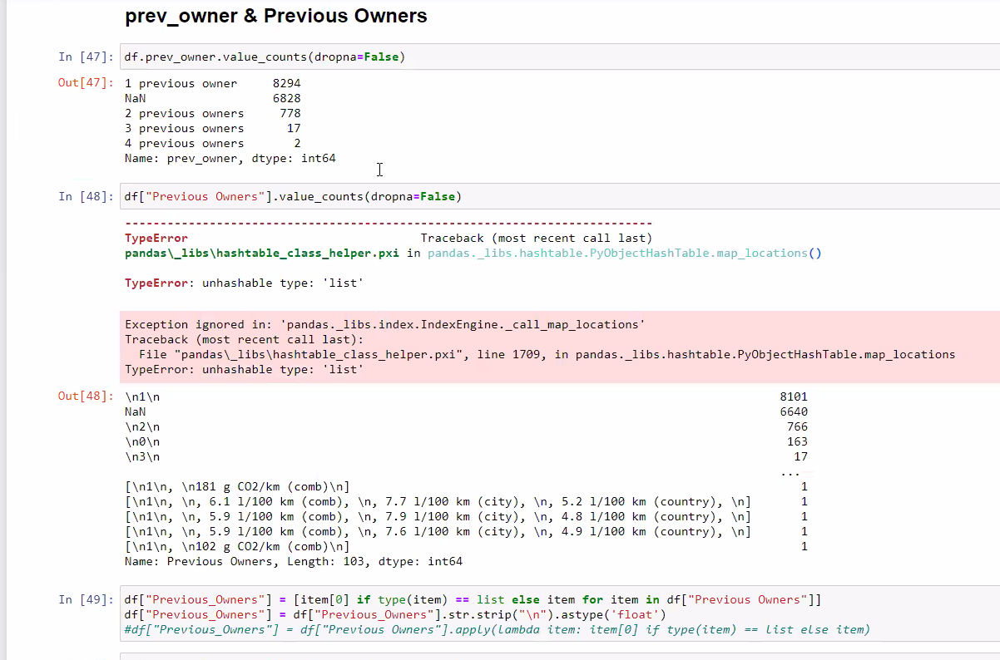 prev_owner & Previous Owners
In [47]: df.prev_owner.value_counts(dropna=False)
Out[47]: 1 previous owner     8294
NaN                  6828
2 previous owners     778
3 previous owners      17
4 previous owners       2
Name: prev_owner, dtype: int64
In [48]: df["Previous Owners"].value_counts(dropna=False)
---------------------------------------------------------------------------
TypeError                                 Traceback (most recent call last)
pandas\_libs\hashtable_class_helper.pxi in pandas._libs.hashtable.PyObjectHashTable.map_locations()
TypeError: unhashable type: 'list'
Exception ignored in: 'pandas._libs.index.IndexEngine._call_map_locations'
Traceback (most recent call last):
  File "pandas\_libs\hashtable_class_helper.pxi", line 1709, in pandas._libs.hashtable.PyObjectHashTable.map_locations
TypeError: unhashable type: 'list'
Out[48]: \n1\n     8101
NaN     6640
\n2\n     766
\n0\n     163
\n3\n     17
...
[\n1\n, \n181 g CO2/km (comb)\n]     1
[\n1\n, \n, 6.1 l/100 km (comb), \n, 7.7 l/100 km (city), \n, 5.2 l/100 km (country), \n]     1
[\n1\n, \n, 5.9 l/100 km (comb), \n, 7.9 l/100 km (city), \n, 4.8 l/100 km (country), \n]     1
[\n1\n, \n, 5.9 l/100 km (comb), \n, 7.6 l/100 km (city), \n, 4.9 l/100 km (country), \n]     1
[\n1\n, \n102 g CO2/km (comb)\n]     1
Name: Previous Owners, Length: 103, dtype: int64
In [49]: df["Previous_Owners"] = [item[0] if type(item) == list else item for item in df["Previous Owners"]]
df["Previous_Owners"] = df["Previous_Owners"].str.strip("\n").astype('float')
#df["Previous_Owners"] = df["Previous Owners"].apply(lambda item: item[0] if type(item) == list else item)